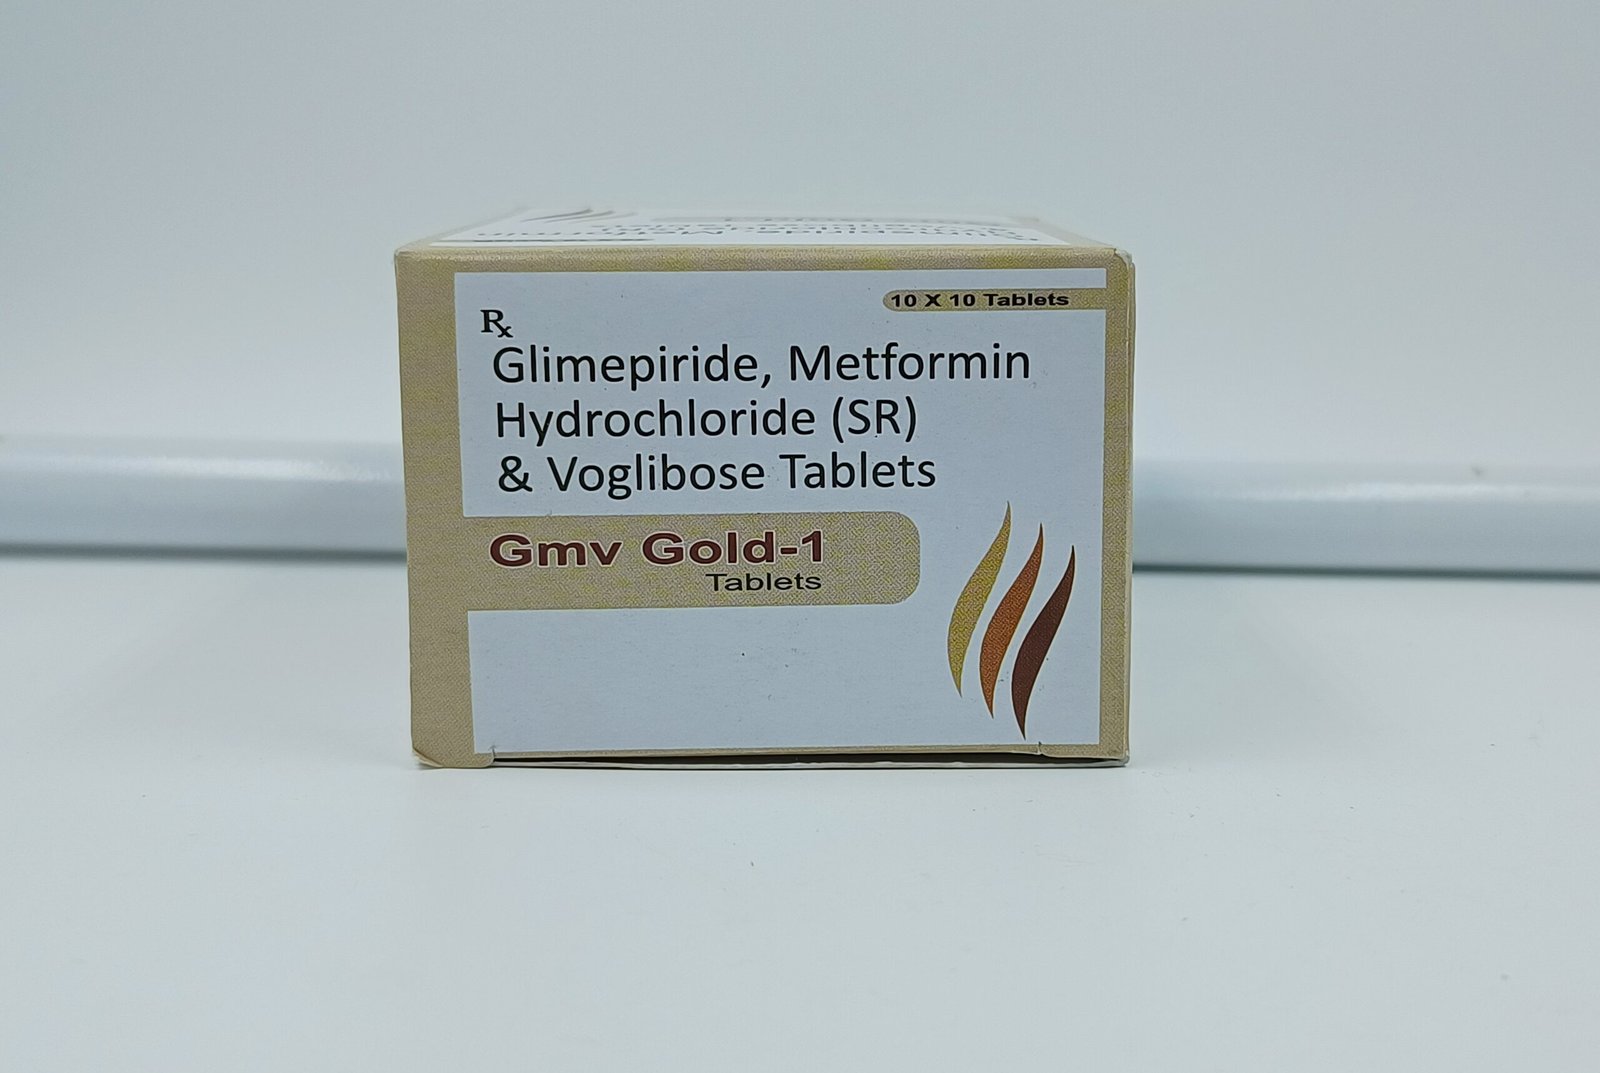 10 X 10 Tablets
Rx
Glimepiride, Metformin
Hydrochloride (SR)
& Voglibose Tablets
Gmv Gold-1
Tablets